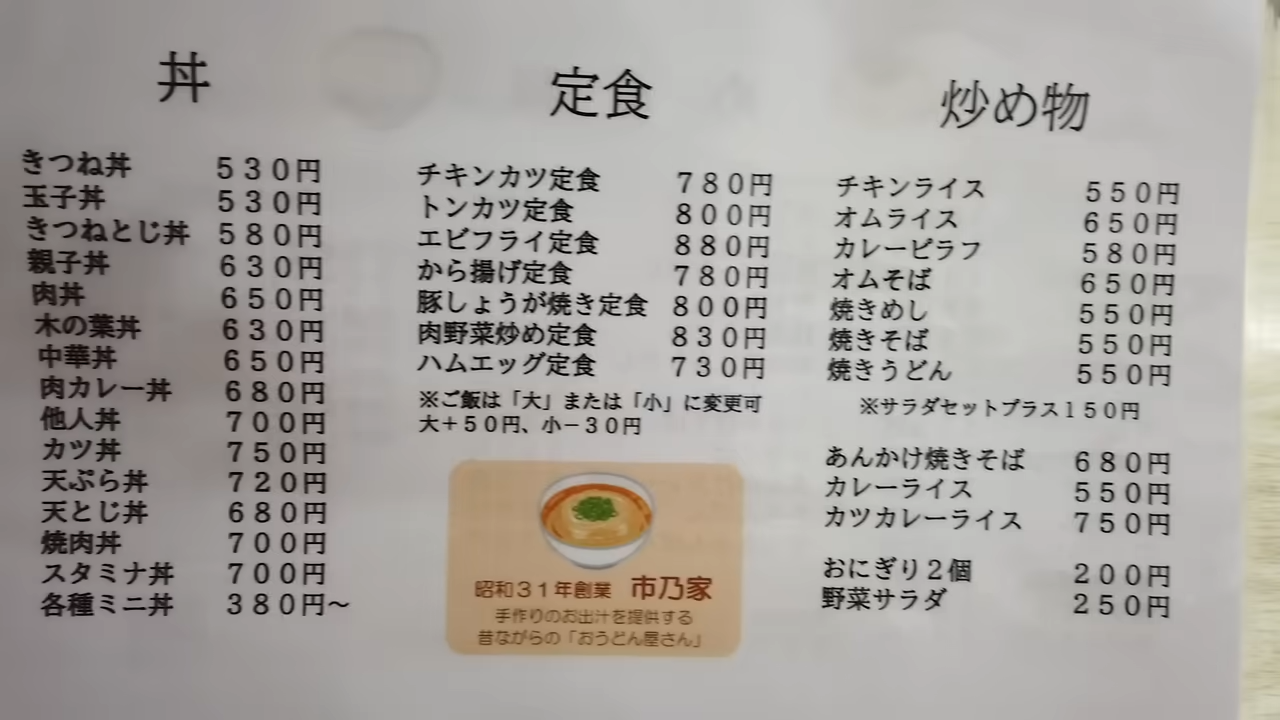 丼
きつね丼 530円
玉子丼 530円
きつねとじ丼 580円
親子丼 630円
肉丼 650円
木の葉丼 630円
中華丼 650円
肉カレー丼 680円
他人丼 700円
カツ丼 750円
天ぷら丼 720円
天とじ丼 680円
焼肉丼 700円
スタミナ丼 700円
各種ミニ丼 380円～
定食
チキンカツ定食 780円
トンカツ定食 800円
エビフライ定食 880円
から揚げ定食 780円
豚しょうが焼き定食 800円
肉野菜炒め定食 830円
ハムエッグ定食 730円
※ご飯は「大」または「小」に変更可
大＋50円、小－30円
昭和31年創業 市乃家
手作りのお出汁を提供する
昔ながらの「おうどん屋さん」
炒め物
チキンライス 550円
オムライス 650円
カレーピラフ 580円
オムそば 650円
焼きめし 550円
焼きそば 550円
焼きうどん 550円
※サラダセットプラス150円
あんかけ焼きそば 680円
カレーライス 550円
カツカレーライス 750円
おにぎり2個 200円
野菜サラダ 250円